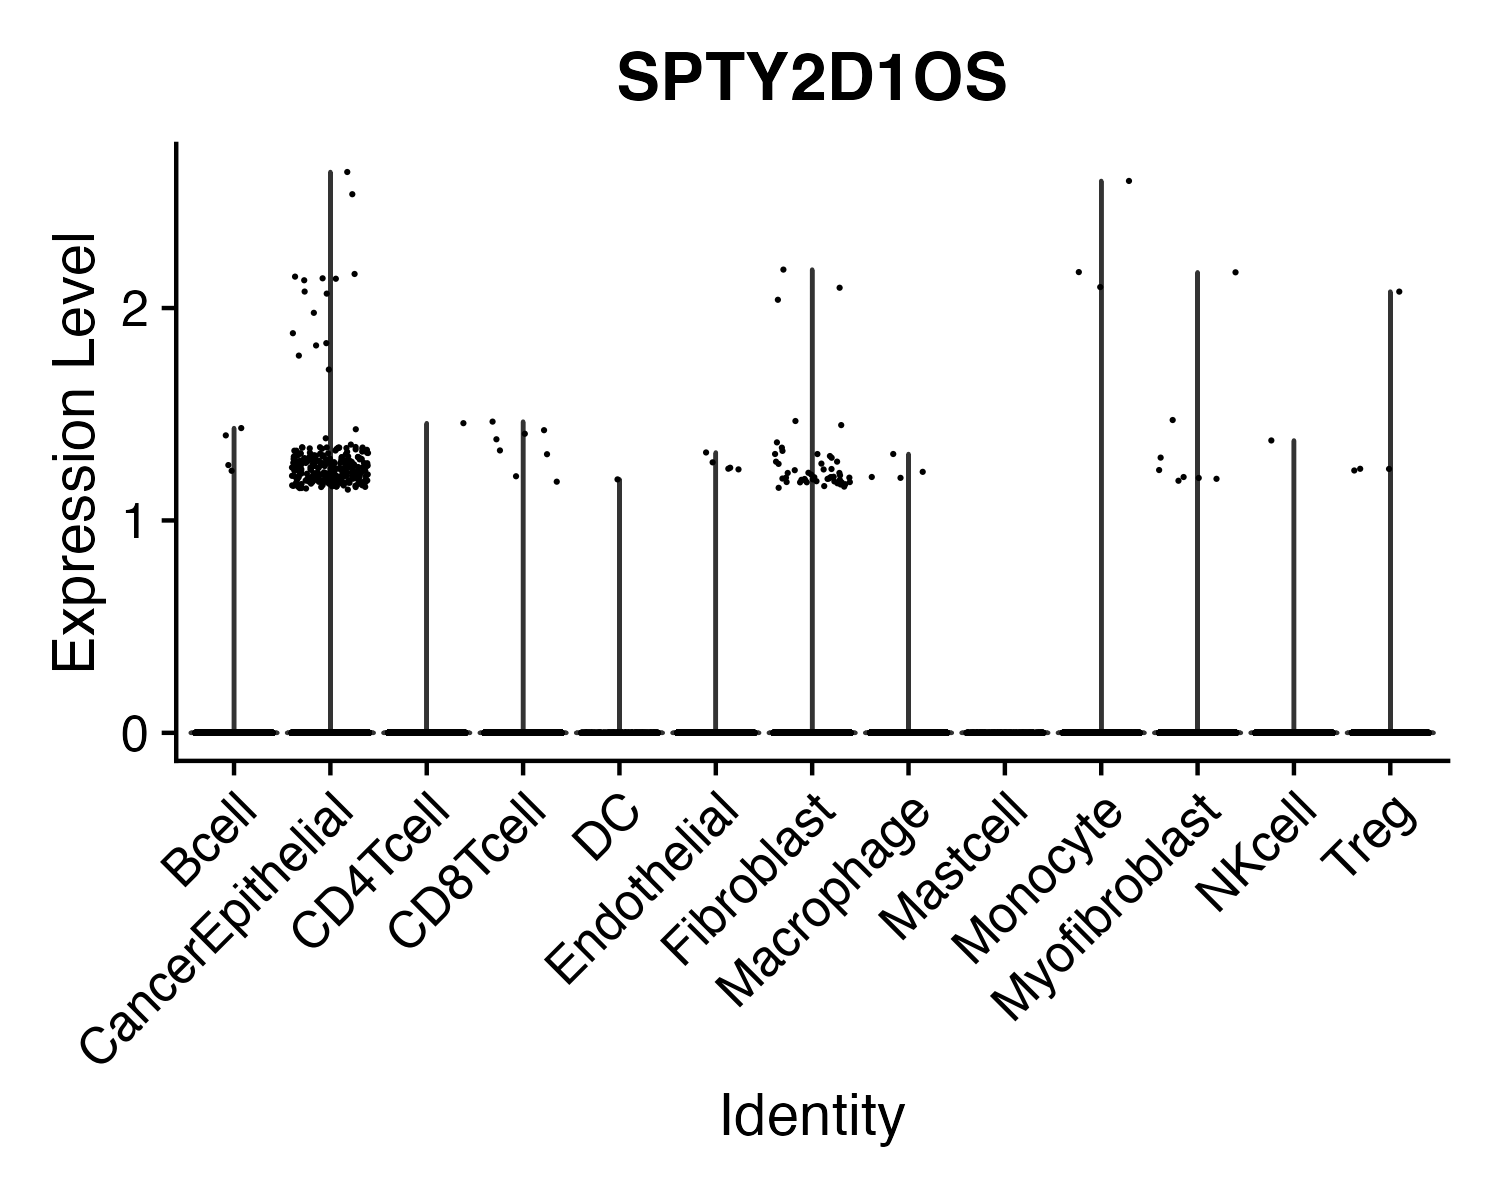 SPTY2D1OS
Expression Level
2
1
0
Bcell
CancerEpithelial
CD4Tcell
CD8Tcell
DC
Endothelial
Fibroblast
Macrophage
Mastcell
Monocyte
Myofibroblast
NKcell
Treg
Identity